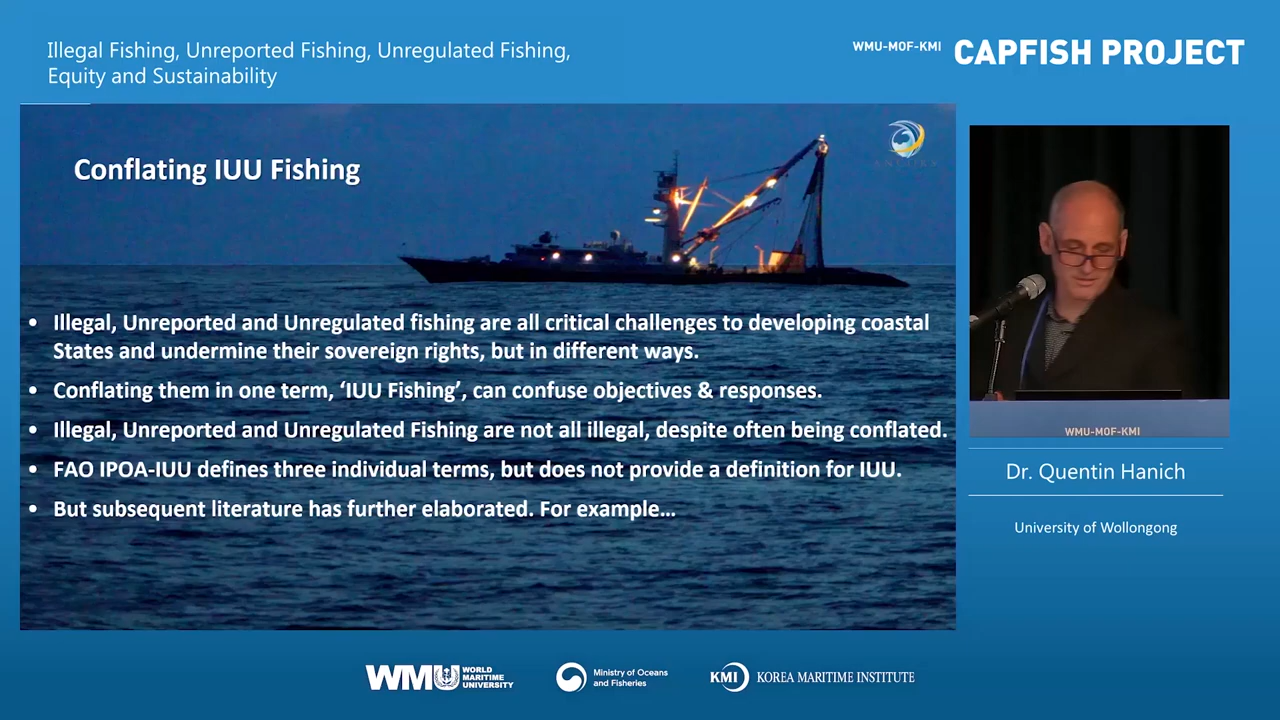 Illegal Fishing, Unreported Fishing, Unregulated Fishing,
Equity and Sustainability
WMU-MOF-KMI CAPFISH PROJECT
Conflating IUU Fishing
ANCORS
• Illegal, Unreported and Unregulated fishing are all critical challenges to developing coastal
States and undermine their sovereign rights, but in different ways.
• Conflating them in one term, ‘IUU Fishing’, can confuse objectives & responses.
• Illegal, Unreported and Unregulated Fishing are not all illegal, despite often being conflated.
• FAO IPOA-IUU defines three individual terms, but does not provide a definition for IUU.
• But subsequent literature has further elaborated. For example…
WMU-MOF-KMI
Dr. Quentin Hanich
University of Wollongong
WMU WORLD
MARITIME
UNIVERSITY
Ministry of Oceans
and Fisheries
KMI KOREA MARITIME INSTITUTE